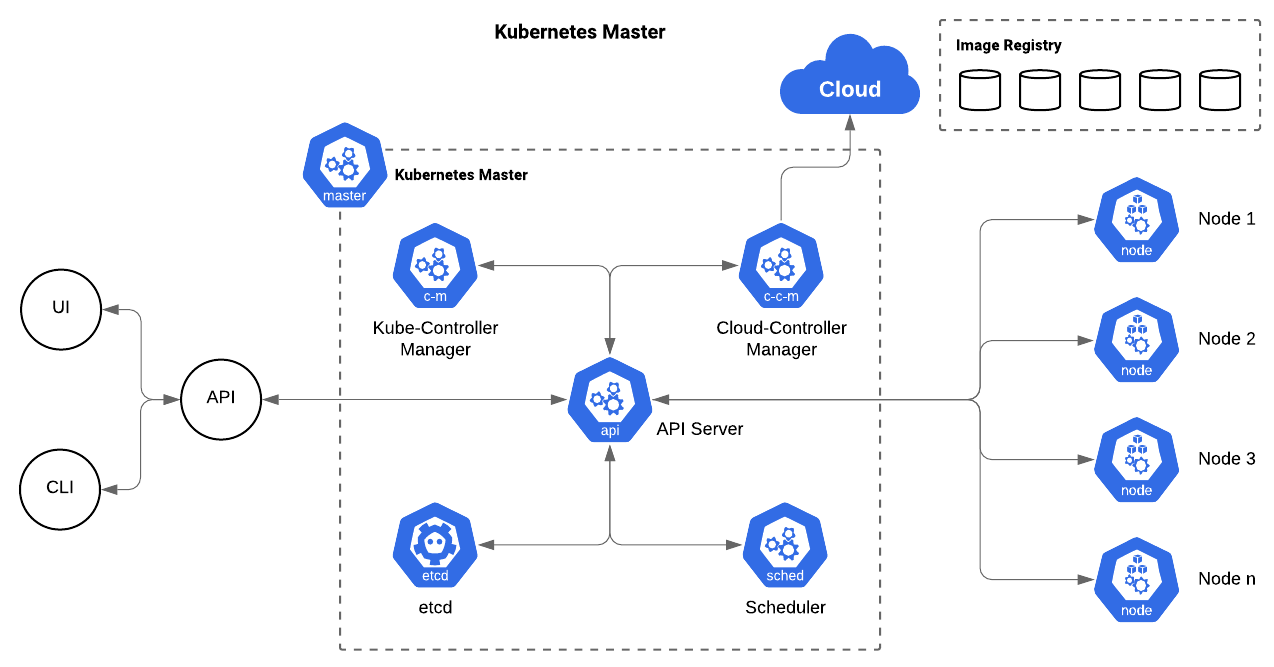 Kubernetes Master
Image Registry
Cloud
master
Kubernetes Master
c-m
Kube-Controller
Manager
c-c-m
Cloud-Controller
Manager
UI
API
CLI
api
API Server
etcd
etcd
sched
Scheduler
node
Node 1
node
Node 2
node
Node 3
node
Node n